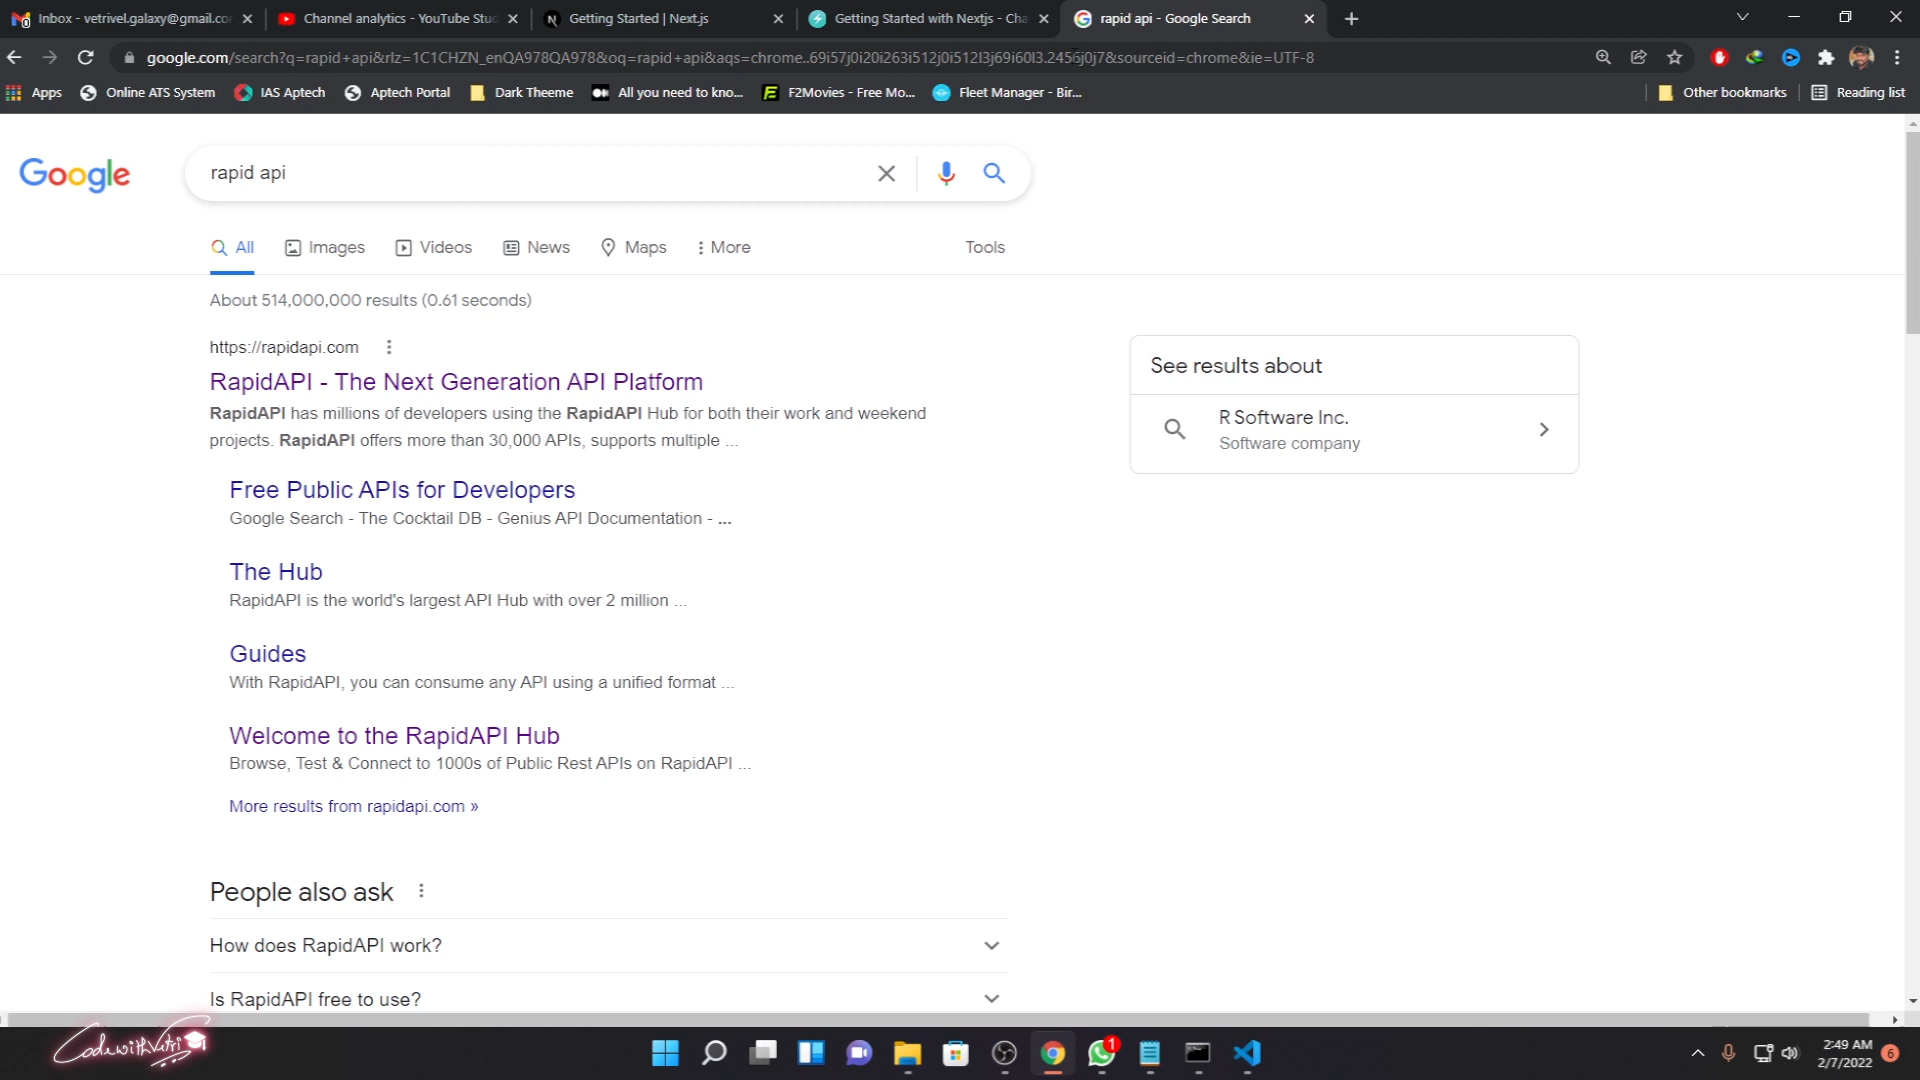 Inbox - vetrivel.galaxy@gmail.co
Channel analytics - YouTube Stud
Getting Started | Next.js
Getting Started with Nextjs - Cha
rapid api - Google Search
google.com/search?q=rapid+api&rlz=1C1CHZN_enQA978QA978&oq=rapid+api&aqs=chrome..69i57j0i20i263i512j0i512l3j69i60l3.2456j0j7&sourceid=chrome&ie=UTF-8
Apps
Online ATS System
IAS Aptech
Aptech Portal
Dark Theeme
All you need to kno...
F2Movies - Free Mo...
Fleet Manager - Bir...
Other bookmarks
Reading list
Google
rapid api
All
Images
Videos
News
Maps
More
Tools
About 514,000,000 results (0.61 seconds)
https://rapidapi.com
RapidAPI - The Next Generation API Platform
RapidAPI has millions of developers using the RapidAPI Hub for both their work and weekend
projects. RapidAPI offers more than 30,000 APIs, supports multiple ...
Free Public APIs for Developers
Google Search - The Cocktail DB - Genius API Documentation - ...
The Hub
RapidAPI is the world's largest API Hub with over 2 million ...
Guides
With RapidAPI, you can consume any API using a unified format ...
Welcome to the RapidAPI Hub
Browse, Test & Connect to 1000s of Public Rest APIs on RapidAPI ...
More results from rapidapi.com »
See results about
R Software Inc.
Software company
People also ask
How does RapidAPI work?
Is RapidAPI free to use?
CodewithVetri
1
2:49 AM
2/7/2022
6